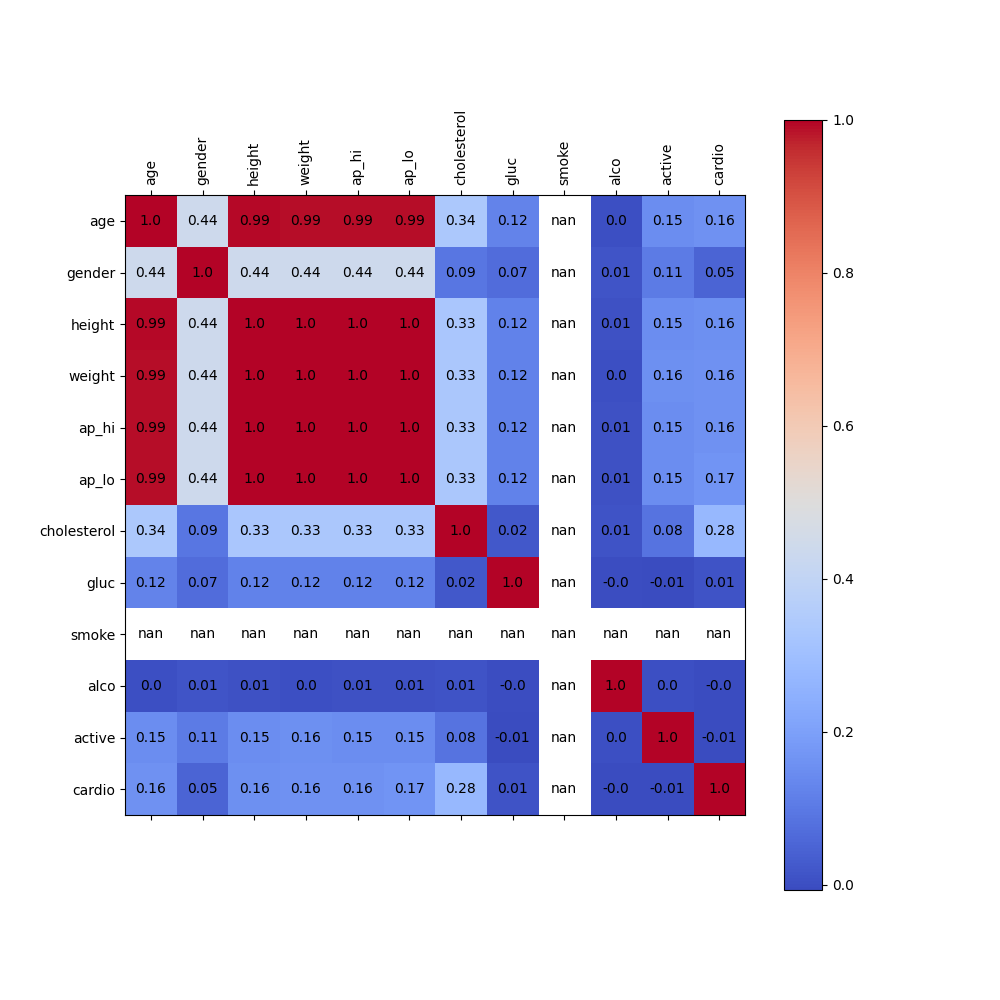 age gender height weight ap_hi ap_lo cholesterol gluc smoke alco active cardio
age 1.0 0.44 0.99 0.99 0.99 0.99 0.34 0.12 nan 0.0 0.15 0.16
gender 0.44 1.0 0.44 0.44 0.44 0.44 0.09 0.07 nan 0.01 0.11 0.05
height 0.99 0.44 1.0 1.0 1.0 1.0 0.33 0.12 nan 0.01 0.15 0.16
weight 0.99 0.44 1.0 1.0 1.0 1.0 0.33 0.12 nan 0.0 0.16 0.16
ap_hi 0.99 0.44 1.0 1.0 1.0 1.0 0.33 0.12 nan 0.01 0.15 0.16
ap_lo 0.99 0.44 1.0 1.0 1.0 1.0 0.33 0.12 nan 0.01 0.15 0.17
cholesterol 0.34 0.09 0.33 0.33 0.33 0.33 1.0 0.02 nan 0.01 0.08 0.28
gluc 0.12 0.07 0.12 0.12 0.12 0.12 0.02 1.0 nan -0.0 -0.01 0.01
smoke nan nan nan nan nan nan nan nan nan nan nan nan
alco 0.0 0.01 0.01 0.0 0.01 0.01 0.01 -0.0 nan 1.0 0.0 -0.0
active 0.15 0.11 0.15 0.16 0.15 0.15 0.08 -0.01 nan 0.0 1.0 -0.01
cardio 0.16 0.05 0.16 0.16 0.16 0.17 0.28 0.01 nan -0.0 -0.01 1.0
1.0
0.8
0.6
0.4
0.2
0.0